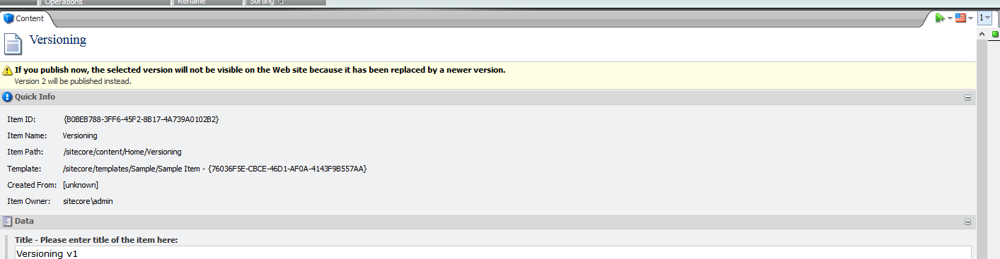 Operations Rename Sorting
Content 1
Versioning
If you publish now, the selected version will not be visible on the Web site because it has been replaced by a newer version.
Version 2 will be published instead.
Quick Info
Item ID: {B0BEB788-3FF6-45F2-8B17-4A739A0102B2}
Item Name: Versioning
Item Path: /sitecore/content/Home/Versioning
Template: /sitecore/templates/Sample/Sample Item - {76036F5E-CBCE-46D1-AF0A-4143F9B557AA}
Created From: [unknown]
Item Owner: sitecore\admin
Data
Title - Please enter title of the item here:
Versioning v1